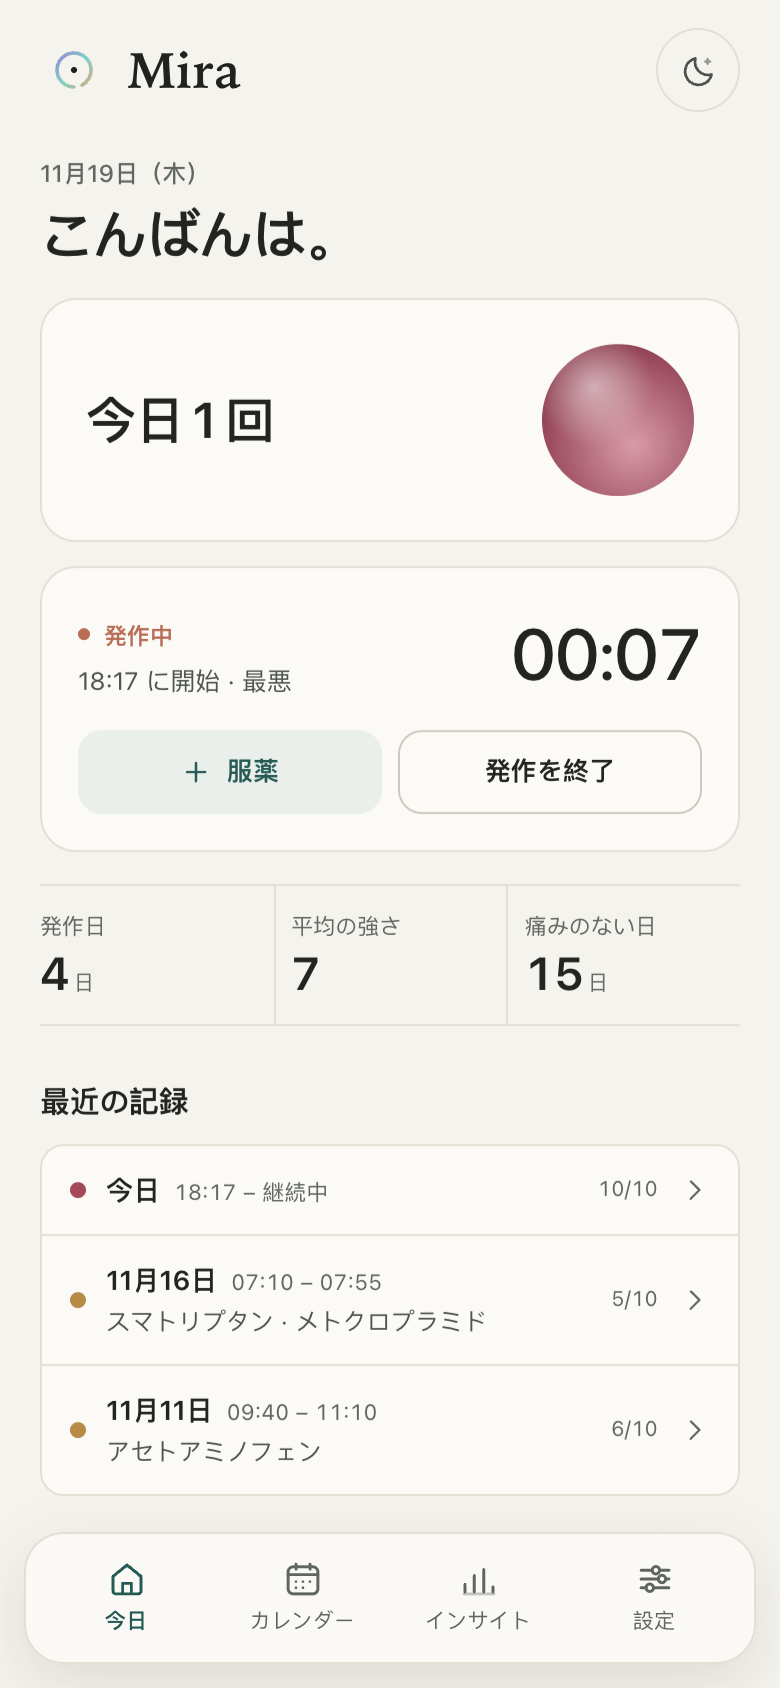 Mira
11月19日（木）
こんばんは。
今日1回
発作中
18:17 に開始 · 最悪
00:07
＋ 服薬
発作を終了
発作日
4日
平均の強さ
7
痛みのない日
15日
最近の記録
今日 18:17 – 継続中 10/10
11月16日 07:10 – 07:55
スマトリプタン · メトクロプラミド
5/10
11月11日 09:40 – 11:10
アセトアミノフェン
6/10
今日
カレンダー
インサイト
設定